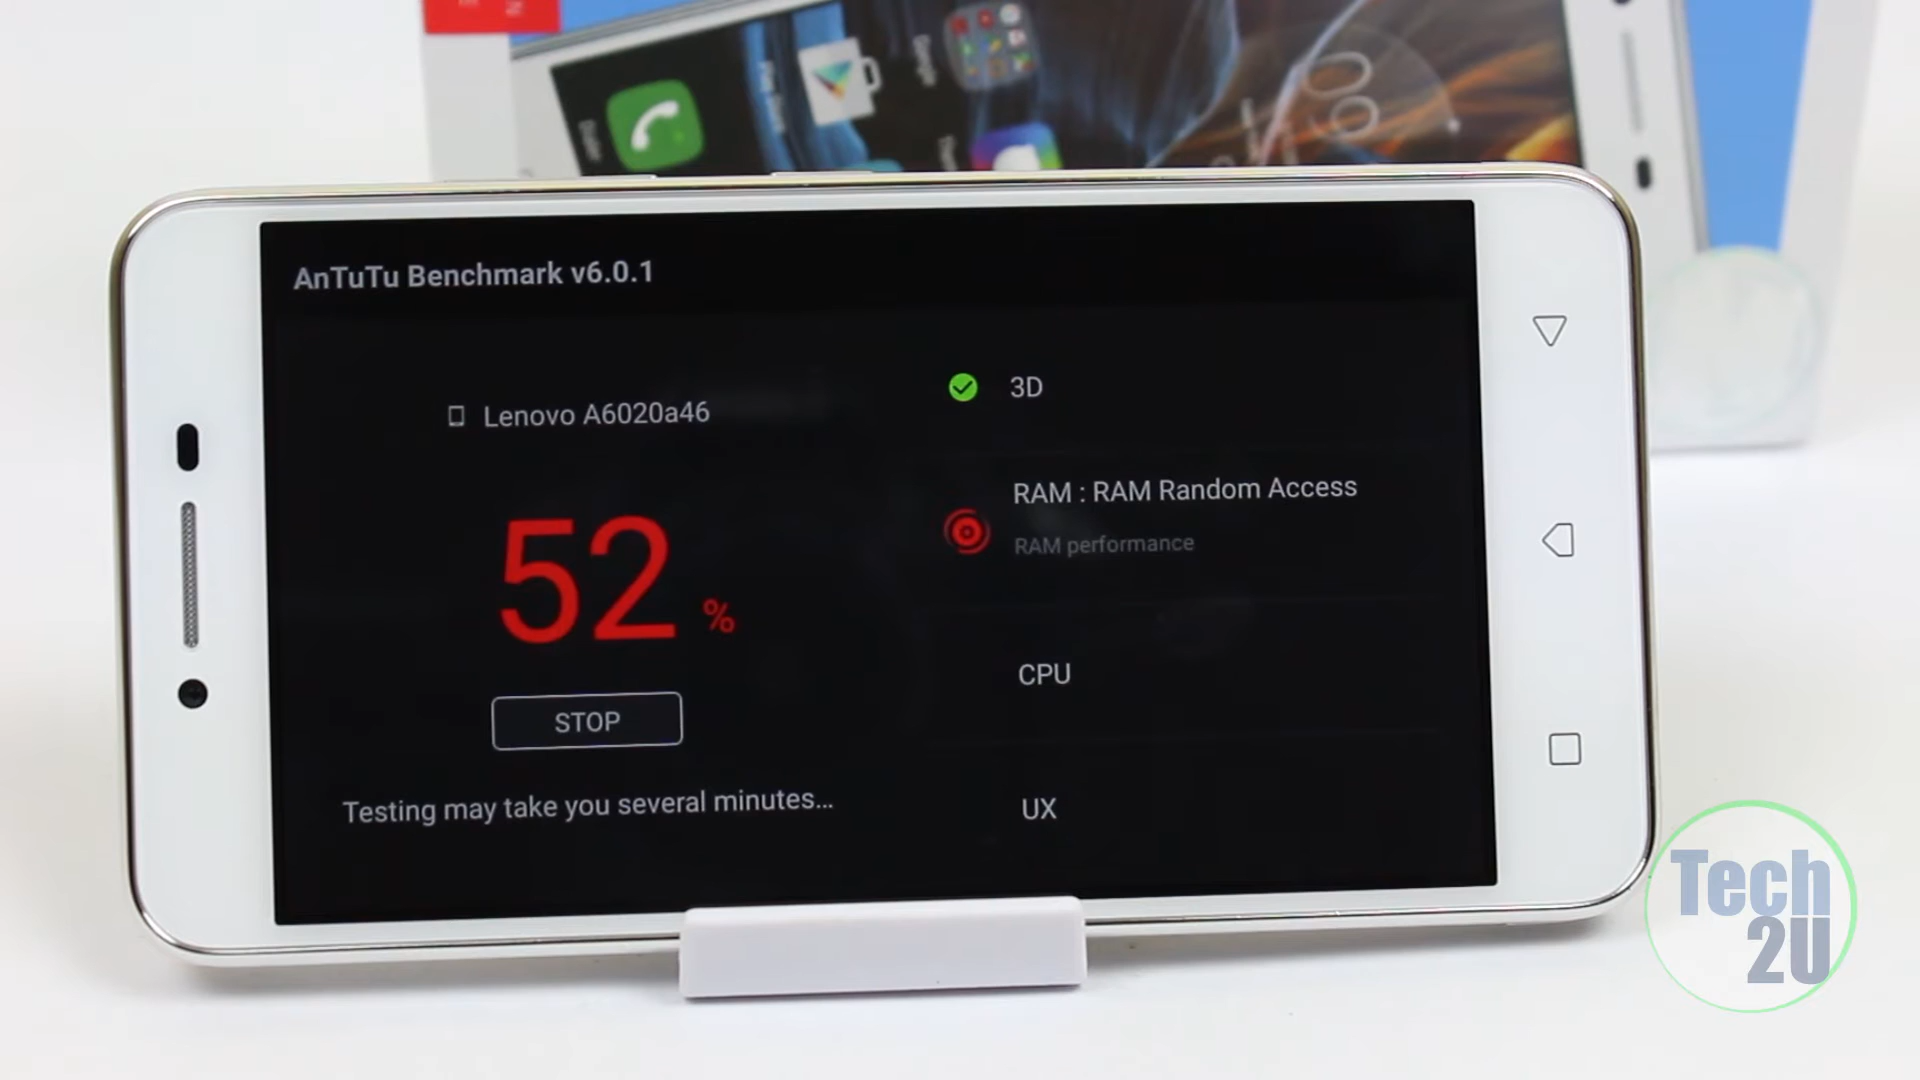 AnTuTu Benchmark v6.0.1
Lenovo A6020a46
52 %
STOP
Testing may take you several minutes...
3D
RAM : RAM Random Access
RAM performance
CPU
UX
Tech
2U